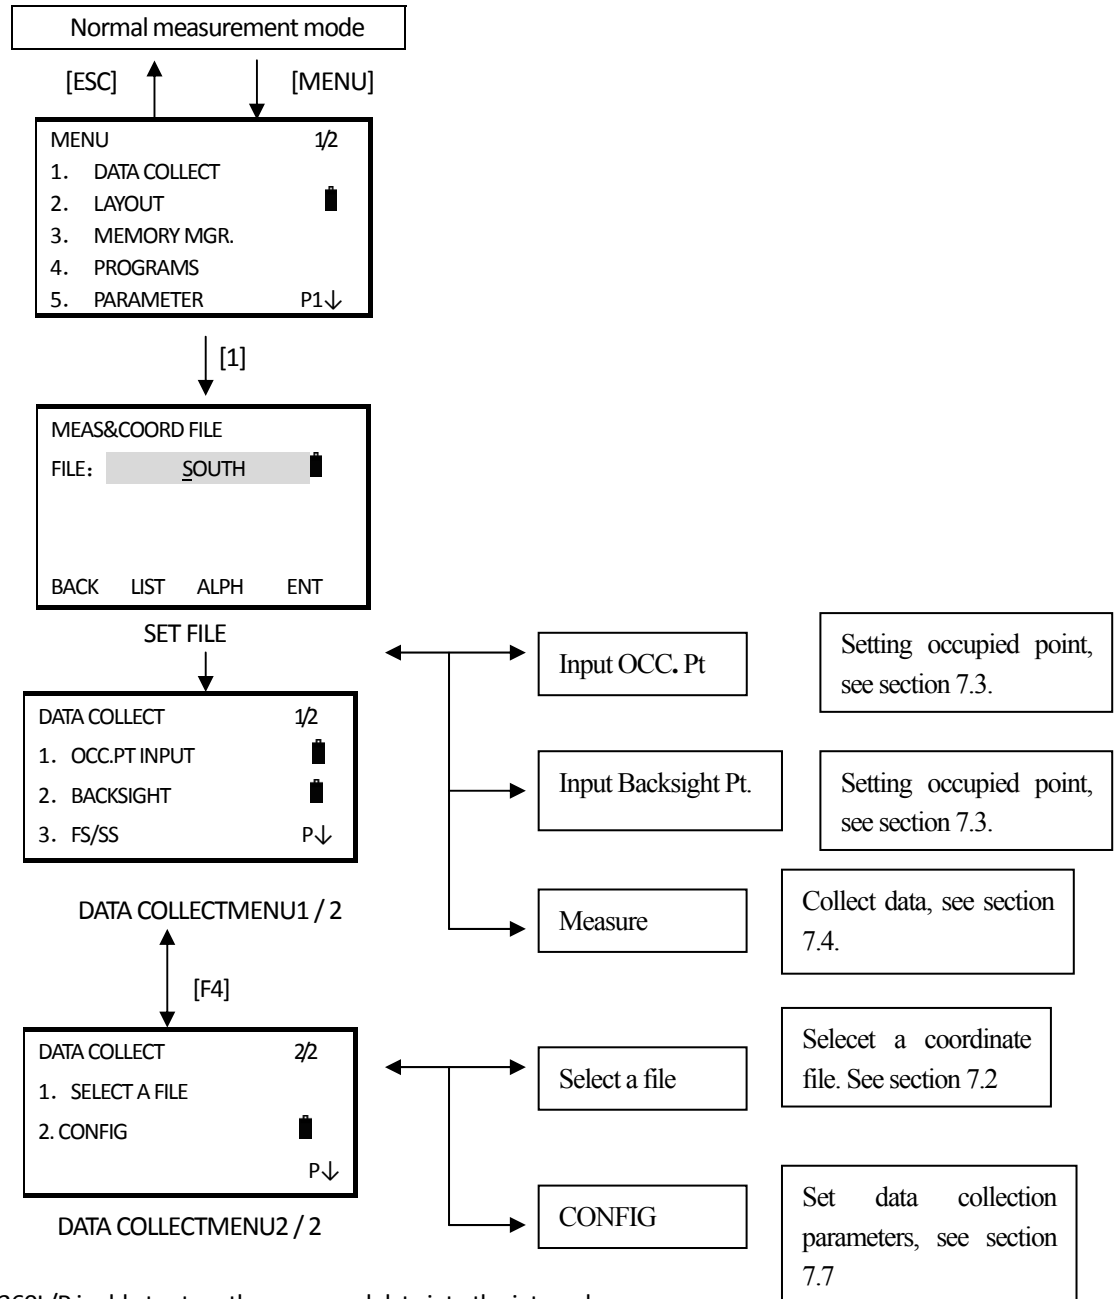 Normal measurement mode
[ESC]
[MENU]
MENU 1/2
1. DATA COLLECT
2. LAYOUT
3. MEMORY MGR.
4. PROGRAMS
5. PARAMETER P1↓
[1]
MEAS&COORD FILE
FILE: SOUTH
BACK LIST ALPH ENT
SET FILE
DATA COLLECT 1/2
1. OCC.PT INPUT
2. BACKSIGHT
3. FS/SS P↓
DATA COLLECTMENU1 / 2
Input OCC. Pt
Setting occupied point,
see section 7.3.
Input Backsight Pt.
Setting occupied point,
see section 7.3.
Measure
Collect data, see section
7.4.
[F4]
DATA COLLECT 2/2
1. SELECT A FILE
2. CONFIG
P↓
DATA COLLECTMENU2 / 2
Select a file
Selecet a coordinate
file. See section 7.2
CONFIG
Set data collection
parameters, see section
7.7